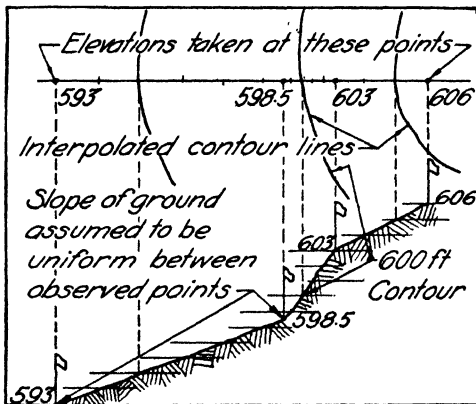 Elevations taken at these points
593
598.5
603
606
Interpolated contour lines
Slope of ground
assumed to be
uniform between
observed points
606
603
600 ft
Contour
598.5
593